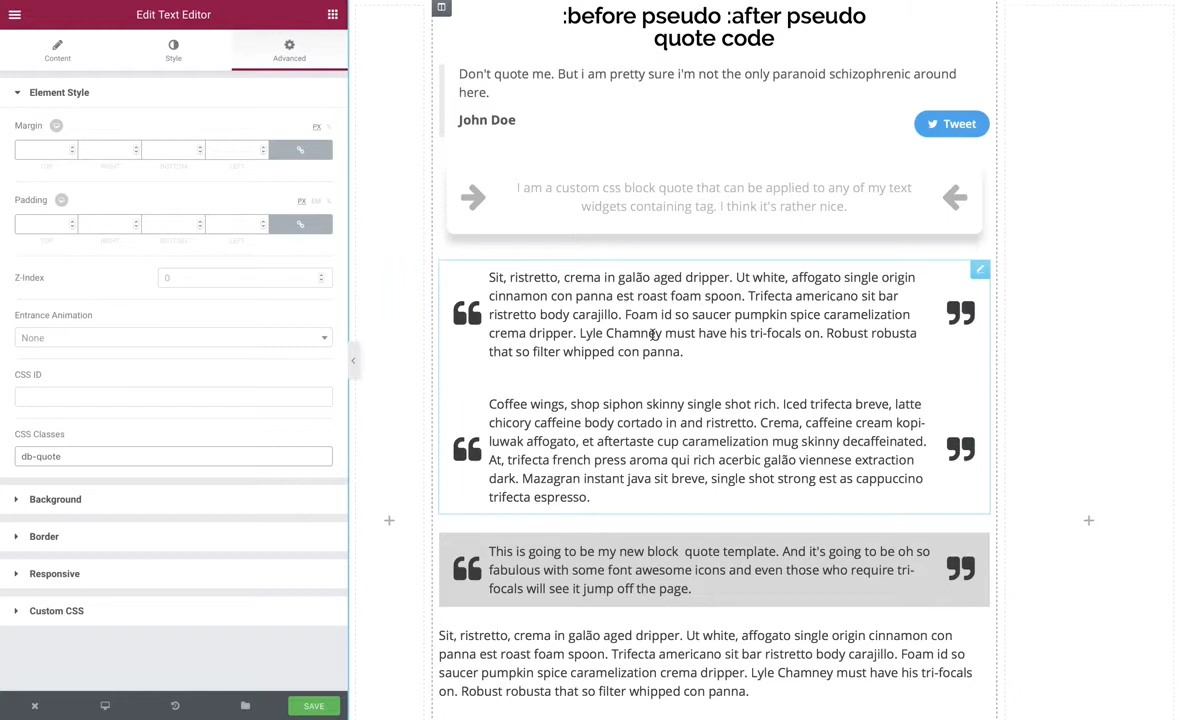 Edit Text Editor
Content
Style
Advanced
Element Style
Margin
PX %
TOP RIGHT BOTTOM LEFT
Padding
PX EM %
TOP RIGHT BOTTOM LEFT
Z-Index
0
Entrance Animation
None
CSS ID
CSS Classes
db-quote
Background
Border
Responsive
Custom CSS
SAVE
:before pseudo :after pseudo
quote code
Don't quote me. But i am pretty sure i'm not the only paranoid schizophrenic around
here.
John Doe
Tweet
I am a custom css block quote that can be applied to any of my text
widgets containing tag. I think it's rather nice.
Sit, ristretto, crema in galão aged dripper. Ut white, affogato single origin
cinnamon con panna est roast foam spoon. Trifecta americano sit bar
ristretto body carajillo. Foam id so saucer pumpkin spice caramelization
crema dripper. Lyle Chamney must have his tri-focals on. Robust robusta
that so filter whipped con panna.
Coffee wings, shop siphon skinny single shot rich. Iced trifecta breve, latte
chicory caffeine body cortado in and ristretto. Crema, caffeine cream kopi-
luwak affogato, et aftertaste cup caramelization mug skinny decaffeinated.
At, trifecta french press aroma qui rich acerbic galão viennese extraction
dark. Mazagran instant java sit breve, single shot strong est as cappuccino
trifecta espresso.
This is going to be my new block quote template. And it's going to be oh so
fabulous with some font awesome icons and even those who require tri-
focals will see it jump off the page.
Sit, ristretto, crema in galão aged dripper. Ut white, affogato single origin cinnamon con
panna est roast foam spoon. Trifecta americano sit bar ristretto body carajillo. Foam id so
saucer pumpkin spice caramelization crema dripper. Lyle Chamney must have his tri-focals
on. Robust robusta that so filter whipped con panna.